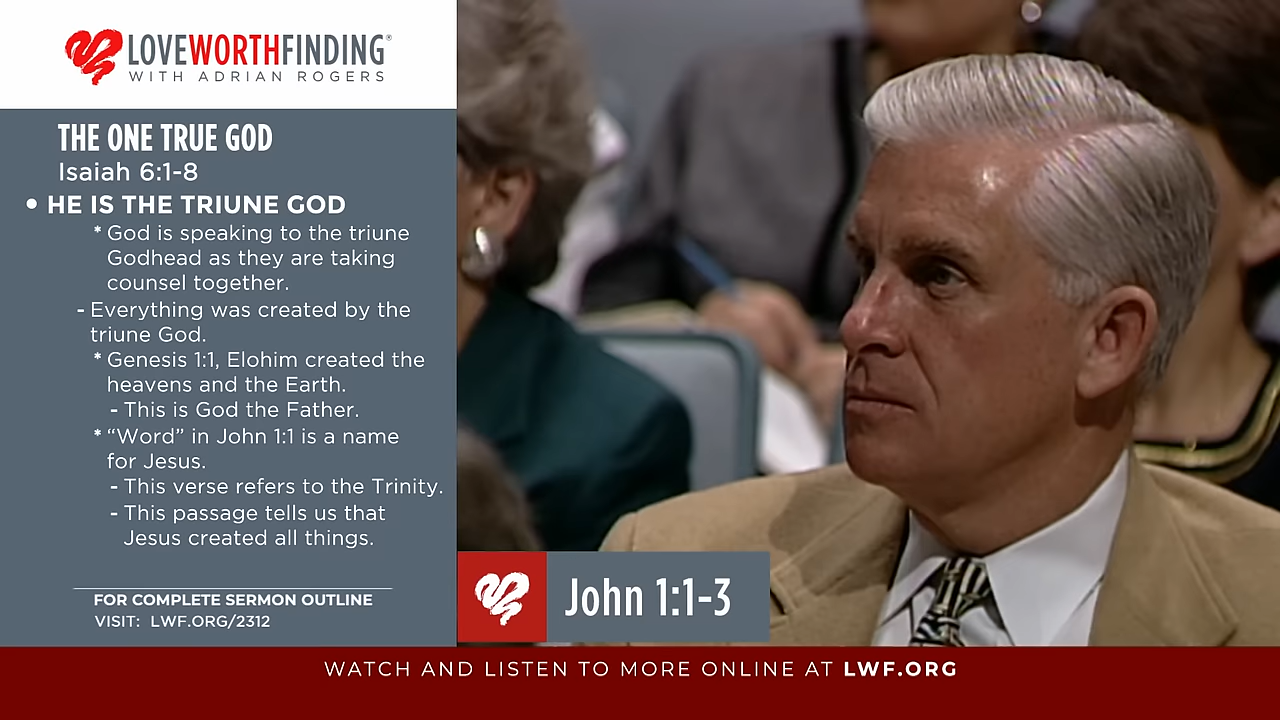 LOVEWORTHFINDING®
WITH ADRIAN ROGERS
THE ONE TRUE GOD
Isaiah 6:1-8
• HE IS THE TRIUNE GOD
* God is speaking to the triune
Godhead as they are taking
counsel together.
- Everything was created by the
triune God.
* Genesis 1:1, Elohim created the
heavens and the Earth.
- This is God the Father.
* “Word” in John 1:1 is a name
for Jesus.
- This verse refers to the Trinity.
- This passage tells us that
Jesus created all things.
FOR COMPLETE SERMON OUTLINE
VISIT: LWF.ORG/2312
John 1:1-3
WATCH AND LISTEN TO MORE ONLINE AT LWF.ORG